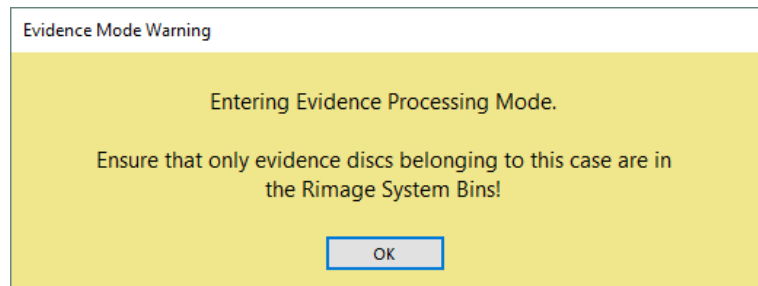 Evidence Mode Warning
Entering Evidence Processing Mode.
Ensure that only evidence discs belonging to this case are in
the Rimage System Bins!
OK